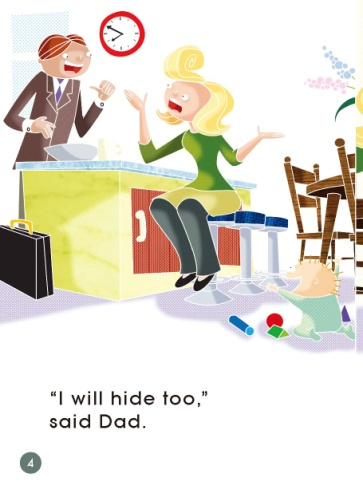 “I will hide too,”
said Dad.
4